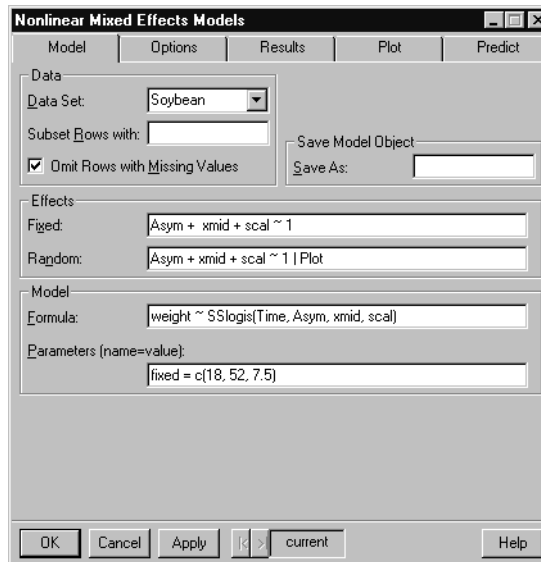 Nonlinear Mixed Effects Models
Model Options Results Plot Predict
Data
Data Set: Soybean
Subset Rows with:
Omit Rows with Missing Values
Save Model Object
Save As:
Effects
Fixed: Asym + xmid + scal ~ 1
Random: Asym + xmid + scal ~ 1 | Plot
Model
Formula: weight ~ SSlogis(Time, Asym, xmid, scal)
Parameters (name=value):
fixed = c(18, 52, 7.5)
OK Cancel Apply |< > current Help